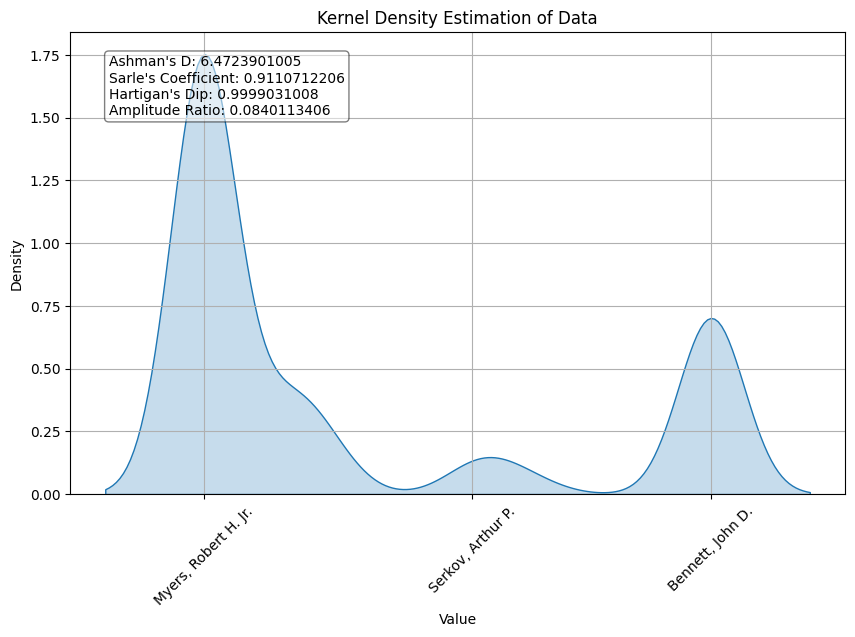 Kernel Density Estimation of Data
Ashman's D: 6.4723901005
Sarle's Coefficient: 0.9110712206
Hartigan's Dip: 0.9999031008
Amplitude Ratio: 0.0840113406
Density
1.75
1.50
1.25
1.00
0.75
0.50
0.25
0.00
Myers, Robert H. Jr.
Serkov, Arthur P.
Bennett, John D.
Value